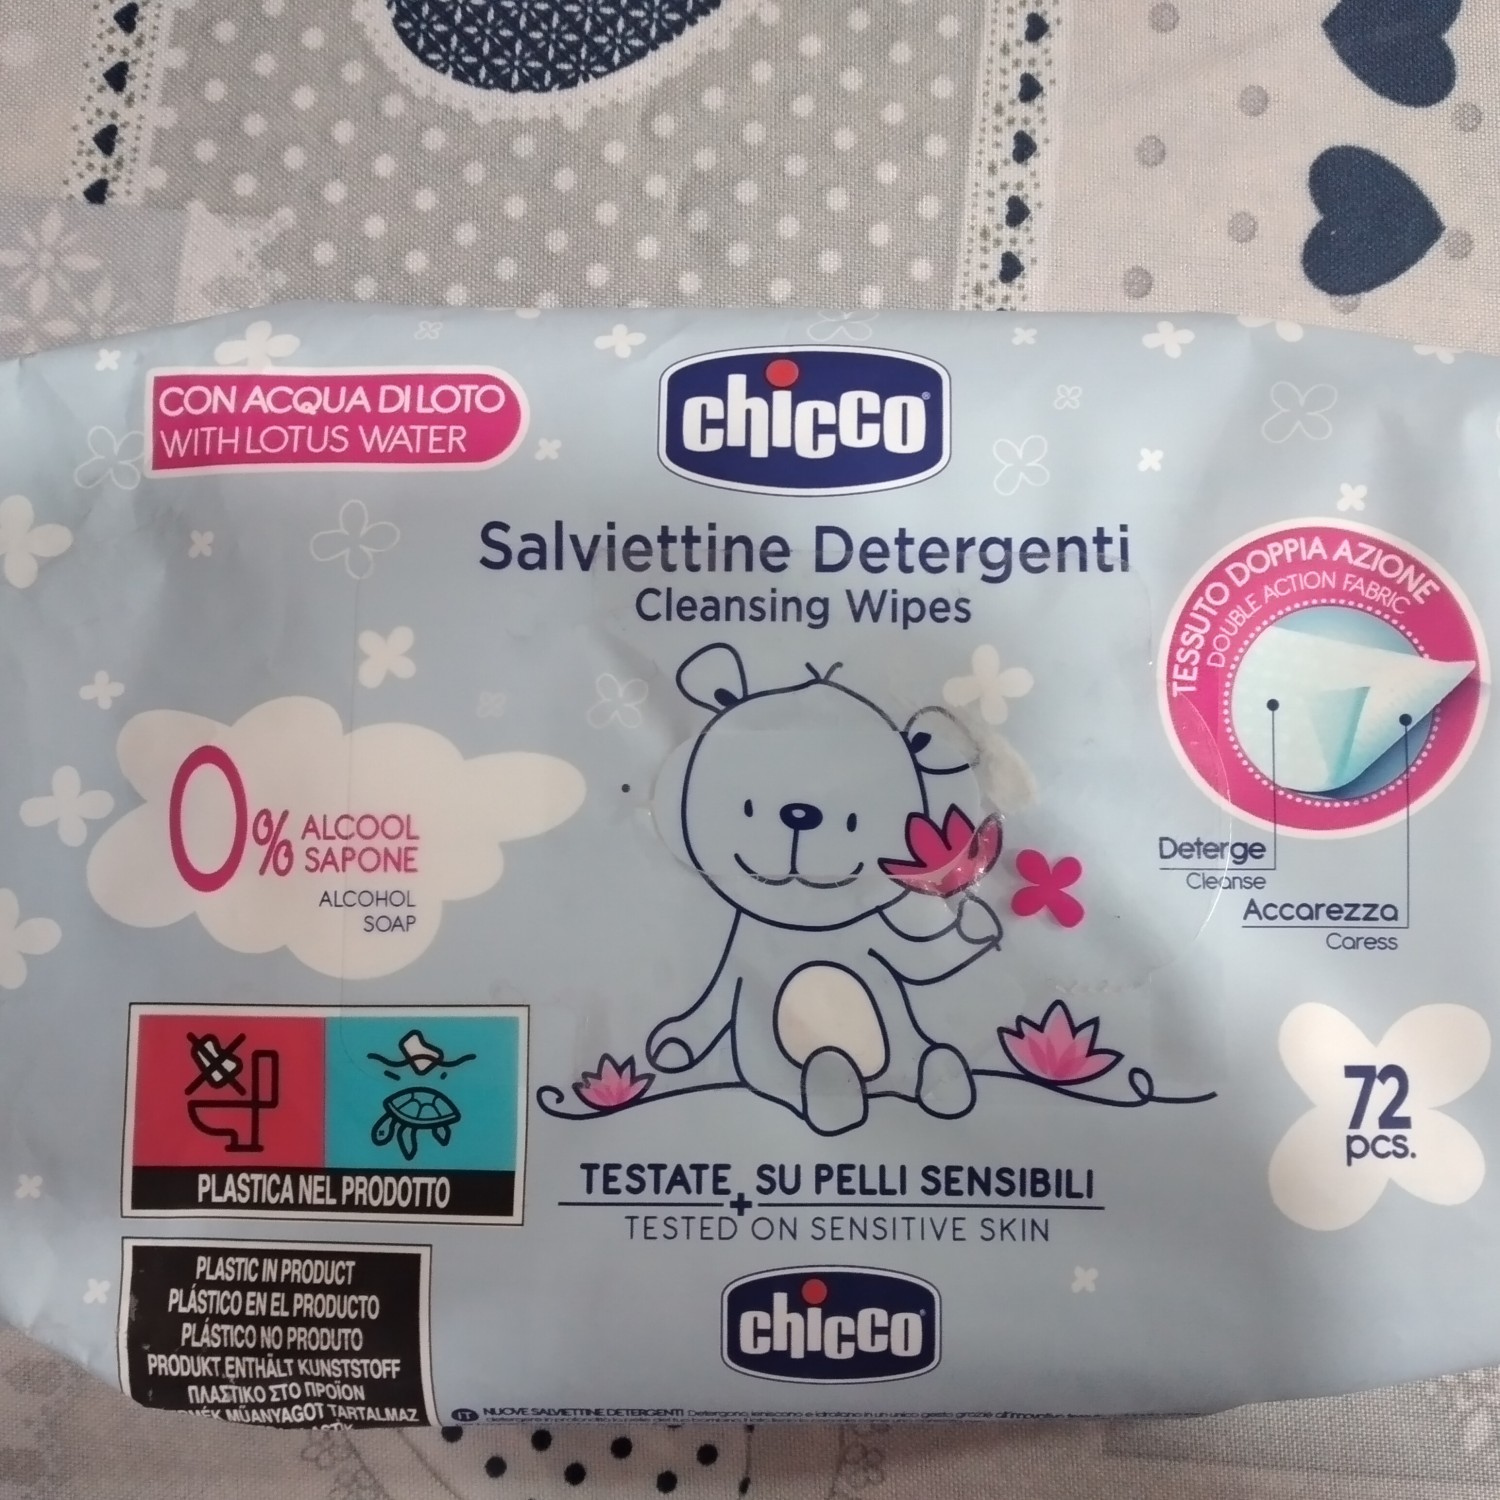 CON ACQUA DI LOTO
WITH LOTUS WATER
chicco
Salviettine Detergenti
Cleansing Wipes
TESSUTO DOPPIA AZIONE
DOUBLE ACTION FABRIC
Deterge
Cleanse
Accarezza
Caress
0% ALCOOL
SAPONE
ALCOHOL
SOAP
72
pcs.
PLASTICA NEL PRODOTTO
TESTATE SU PELLI SENSIBILI
+
TESTED ON SENSITIVE SKIN
chicco
PLASTIC IN PRODUCT
PLÁSTICO EN EL PRODUCTO
PLÁSTICO NO PRODUTO
PRODUKT ENTHÄLT KUNSTSTOFF
ΠΛΑΣΤΙΚΟ ΣΤΟ ΠΡΟΪΟΝ
MŰANYAGOT TARTALMAZ
IT NUOVE SALVIETTINE DETERGENTI